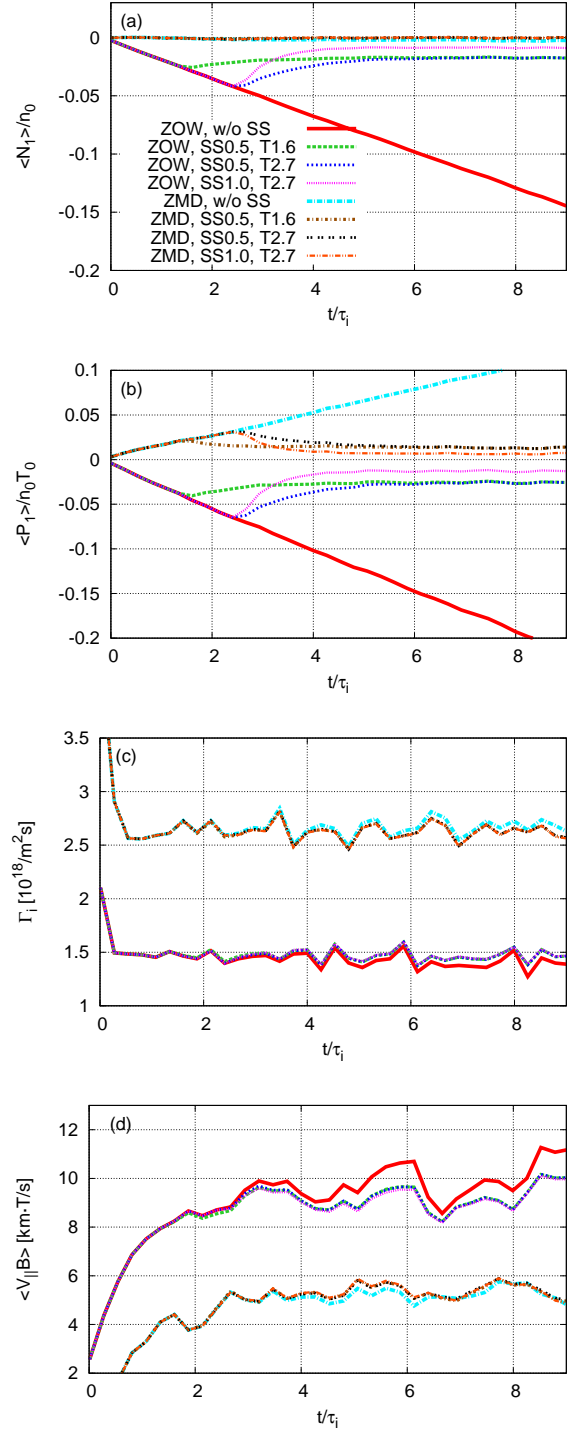 (a)
0
-0.05
-0.1
-0.15
-0.2
<N₁>/n₀
ZOW, w/o SS
ZOW, SS0.5, T1.6
ZOW, SS0.5, T2.7
ZOW, SS1.0, T2.7
ZMD, w/o SS
ZMD, SS0.5, T1.6
ZMD, SS0.5, T2.7
ZMD, SS1.0, T2.7
0 2 4 6 8
t/τᵢ
(b)
0.1
0.05
0
-0.05
-0.1
-0.15
-0.2
<P₁>/n₀T₀
0 2 4 6 8
t/τᵢ
(c)
3.5
3
2.5
2
1.5
1
Γᵢ [10¹⁸/m²s]
0 2 4 6 8
t/τᵢ
(d)
12
10
8
6
4
2
<V||B> [km·T/s]
0 2 4 6 8
t/τᵢ